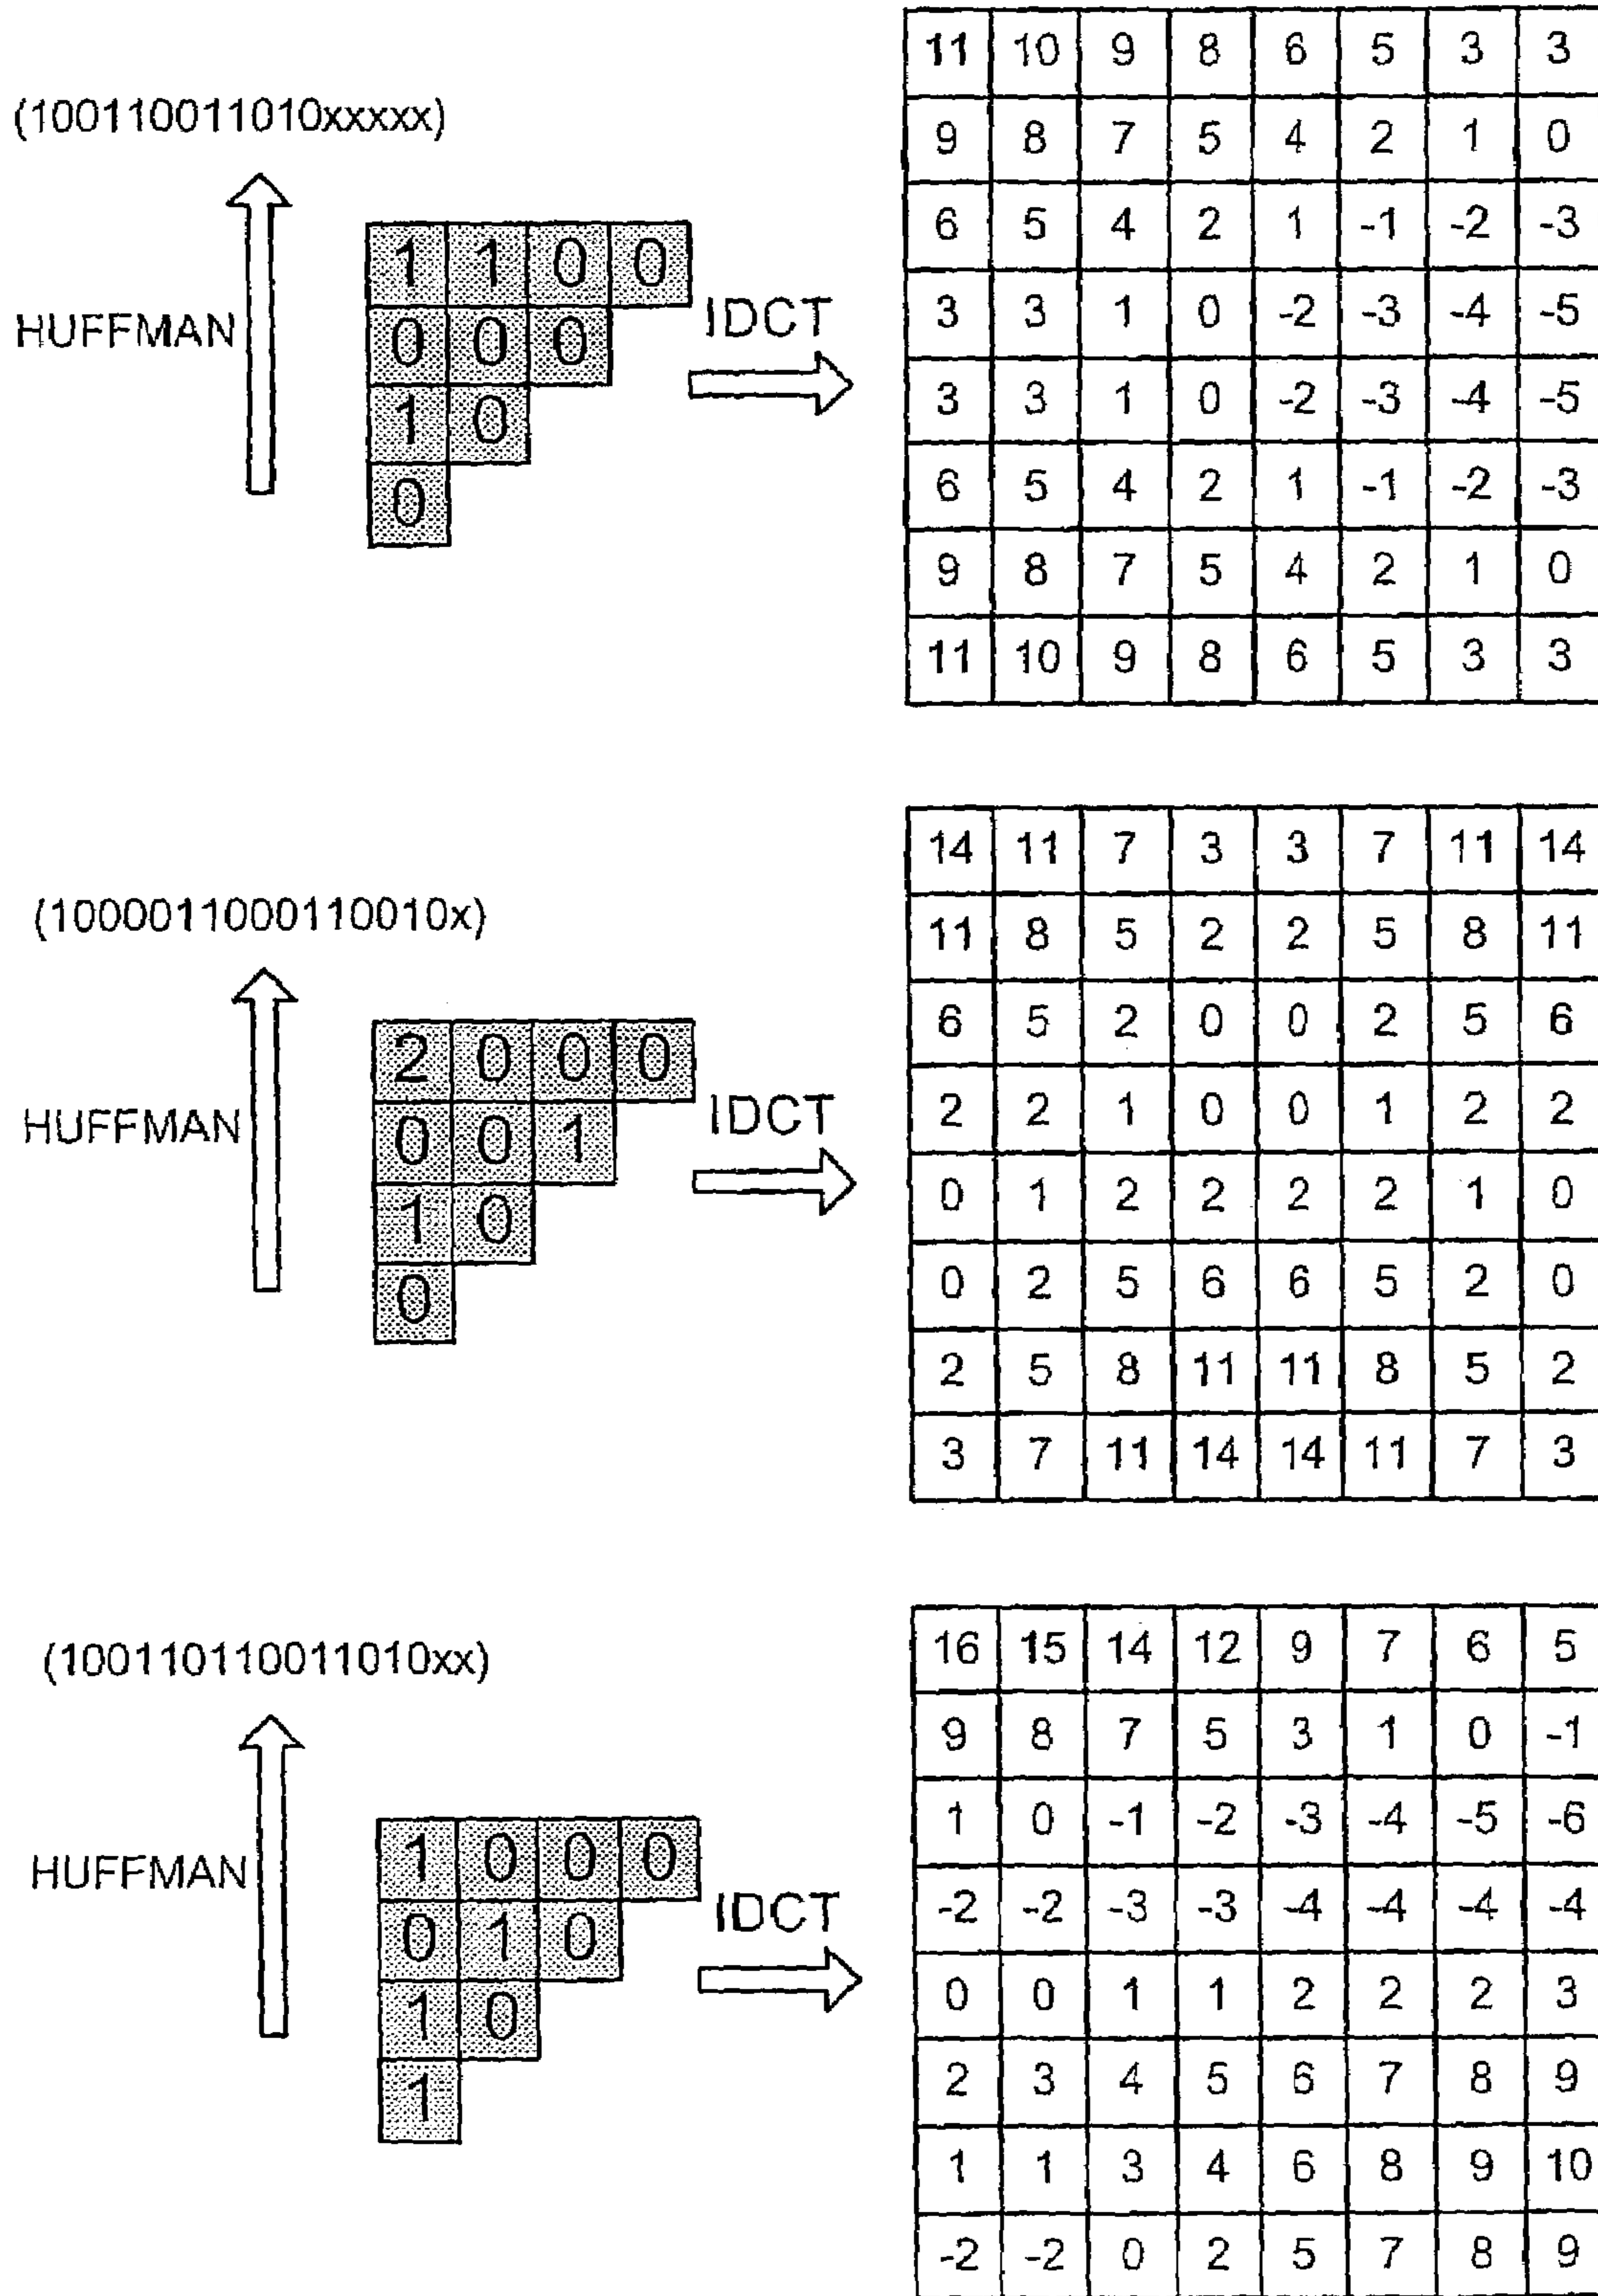 (100110011010xxxxx)
HUFFMAN
1 1 0 0
0 0 0
1 0
0
IDCT
11 10 9 8 6 5 3 3
9 8 7 5 4 2 1 0
6 5 4 2 1 -1 -2 -3
3 3 1 0 -2 -3 -4 -5
3 3 1 0 -2 -3 -4 -5
6 5 4 2 1 -1 -2 -3
9 8 7 5 4 2 1 0
11 10 9 8 6 5 3 3
(1000011000110010x)
HUFFMAN
2 0 0 0
0 0 1
1 0
0
IDCT
14 11 7 3 3 7 11 14
11 8 5 2 2 5 8 11
6 5 2 0 0 2 5 6
2 2 1 0 0 1 2 2
0 1 2 2 2 2 1 0
0 2 5 6 6 5 2 0
2 5 8 11 11 8 5 2
3 7 11 14 14 11 7 3
(100110110011010xx)
HUFFMAN
1 0 0 0
0 1 0
1 0
1
IDCT
16 15 14 12 9 7 6 5
9 8 7 5 3 1 0 -1
1 0 -1 -2 -3 -4 -5 -6
-2 -2 -3 -3 -4 -4 -4 -4
0 0 1 1 2 2 2 3
2 3 4 5 6 7 8 9
1 1 3 4 6 8 9 10
-2 -2 0 2 5 7 8 9